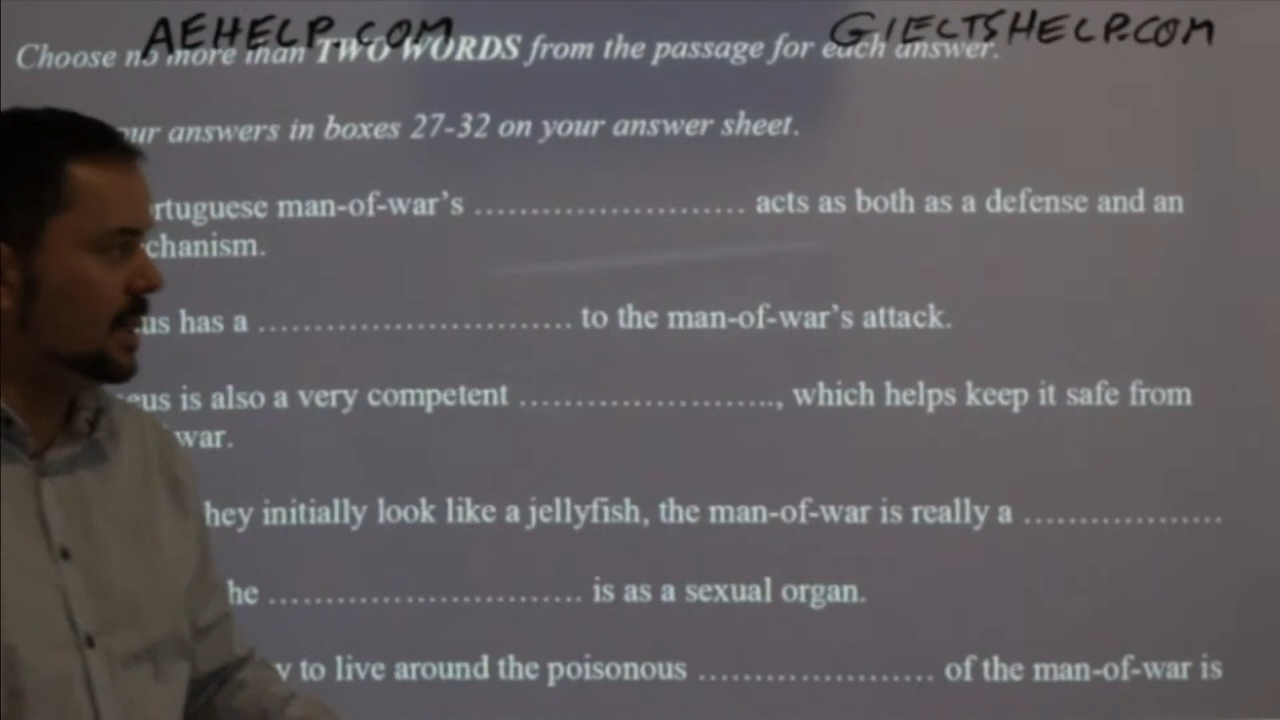 AEHELP.COM GIELTSHELP.COM
Choose no more than TWO WORDS from the passage for each answer.
ur answers in boxes 27-32 on your answer sheet.
rtuguese man-of-war's ........................ acts as both as a defense and an
chanism.
us has a ............................ to the man-of-war's attack.
eus is also a very competent ......................., which helps keep it safe from
war.
hey initially look like a jellyfish, the man-of-war is really a ..................
he ............................ is as a sexual organ.
y to live around the poisonous ..................... of the man-of-war is